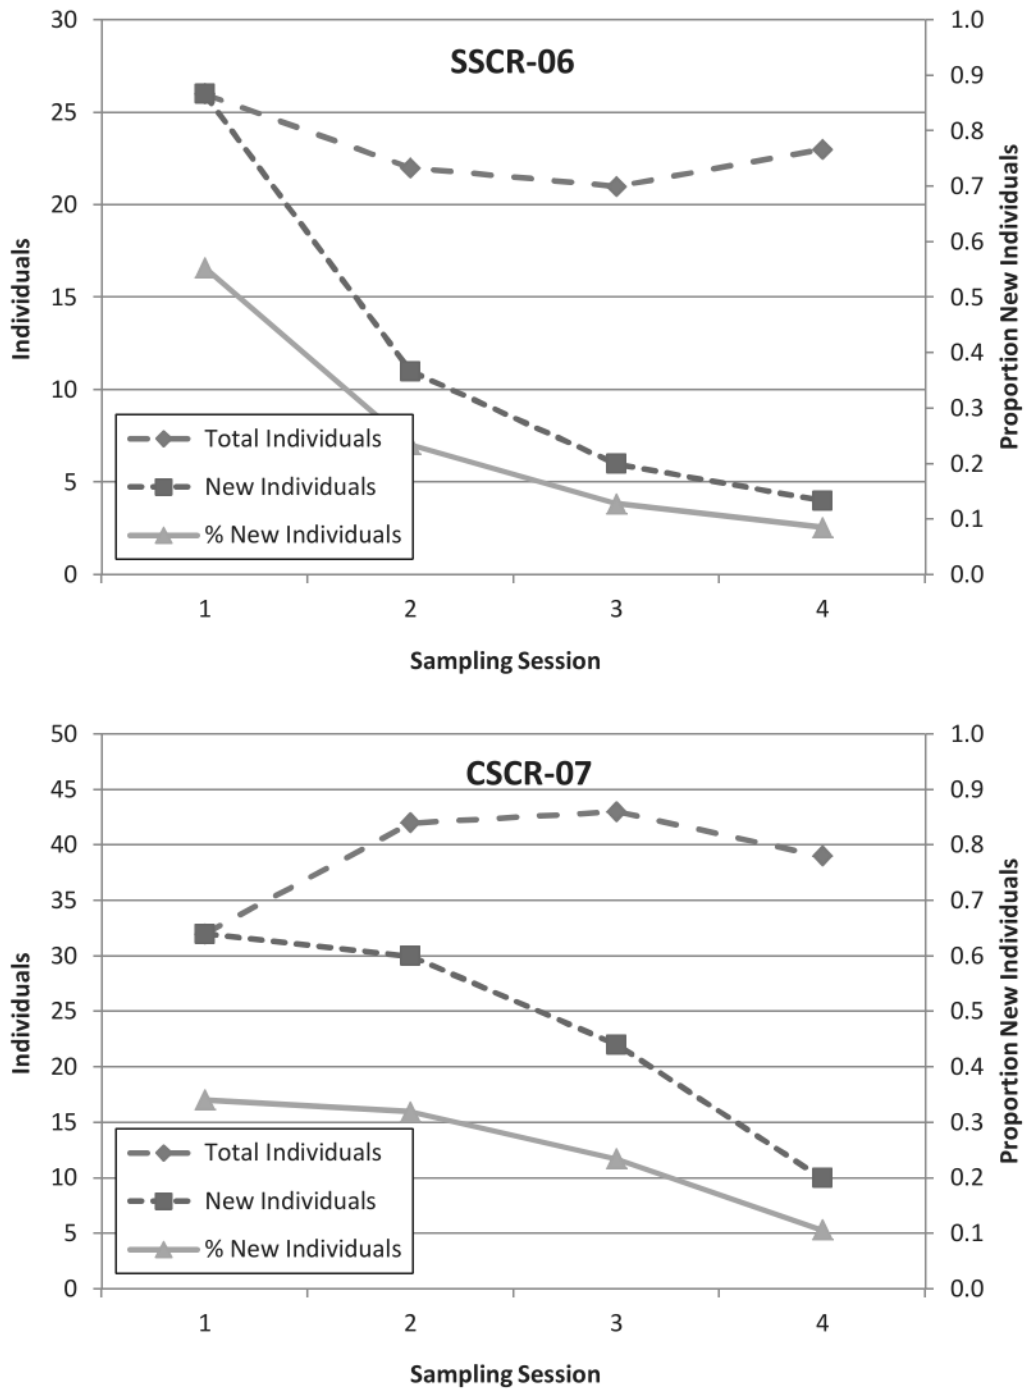 SSCR-06
30
25
20
15
10
5
0
Individuals
1.0
0.9
0.8
0.7
0.6
0.5
0.4
0.3
0.2
0.1
0.0
Proportion New Individuals
Total Individuals
New Individuals
% New Individuals
1 2 3 4
Sampling Session
CSCR-07
50
45
40
35
30
25
20
15
10
5
0
Individuals
1.0
0.9
0.8
0.7
0.6
0.5
0.4
0.3
0.2
0.1
0.0
Proportion New Individuals
Total Individuals
New Individuals
% New Individuals
1 2 3 4
Sampling Session